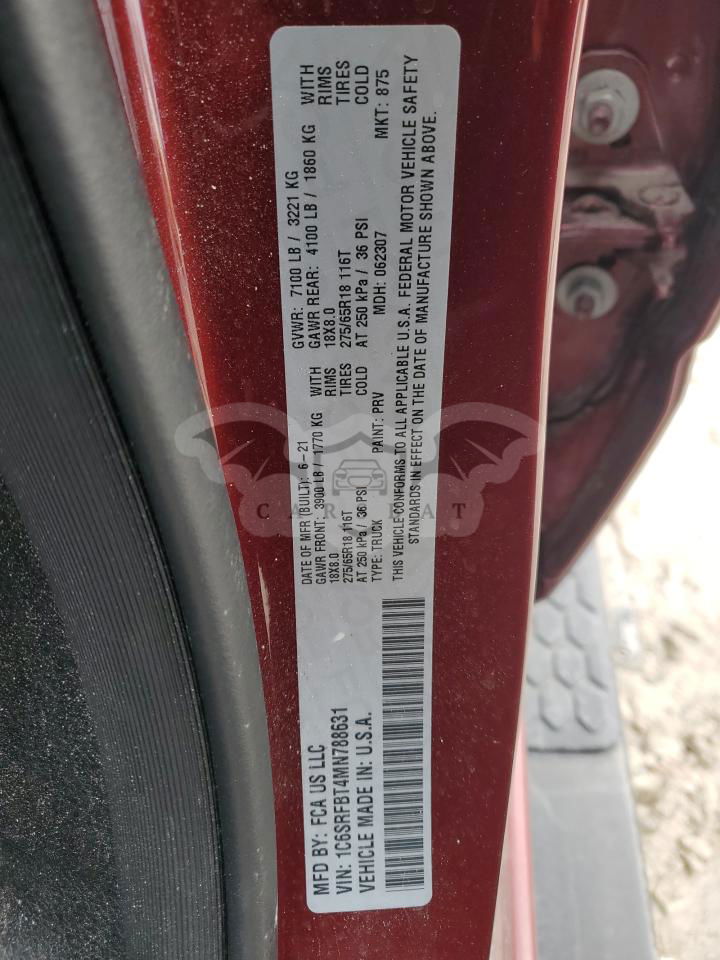 MFD BY: FCA US LLC
DATE OF MFR (BUILT): 6-21
GVWR: 7100 LB / 3221 KG
GAWR FRONT: 3900 LB / 1770 KG WITH
GAWR REAR: 4100 LB / 1860 KG WITH
18X8.0 RIMS
18X8.0 RIMS
275/65R18 116T TIRES
275/65R18 116T TIRES
AT 250 kPa / 36 PSI COLD
AT 250 kPa / 36 PSI COLD
VIN: 1C6SRFBT4MN788631
TYPE: TRUCK PAINT: PRV MDH: 062307 MKT: 875
VEHICLE MADE IN: U.S.A.
THIS VEHICLE CONFORMS TO ALL APPLICABLE U.S.A. FEDERAL MOTOR VEHICLE SAFETY
STANDARDS IN EFFECT ON THE DATE OF MANUFACTURE SHOWN ABOVE.